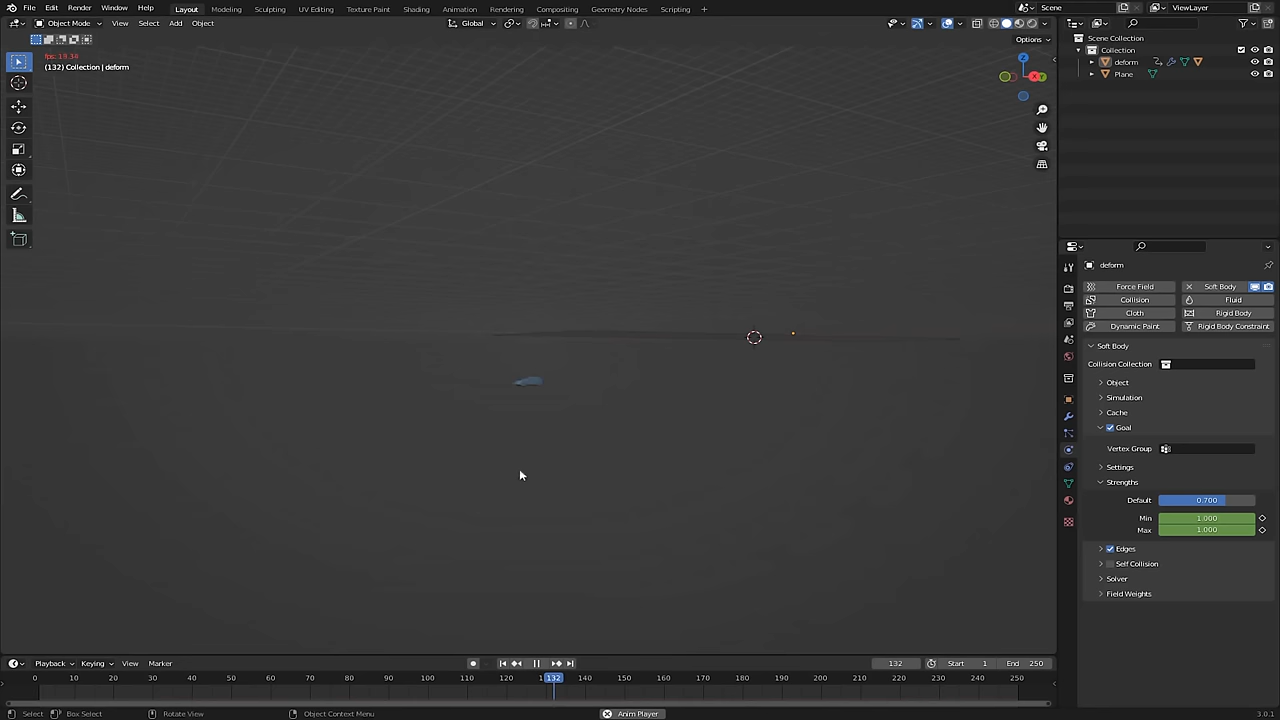 File Edit Render Window Help Layout Modeling Sculpting UV Editing Texture Paint Shading Animation Rendering Compositing Geometry Nodes Scripting + Scene ViewLayer
Object Mode View Select Add Object Global
Options
fps: 19.34
(132) Collection | deform
Z
X
Y
Scene Collection
Collection
deform
Plane
deform
Force Field Soft Body
Collision Fluid
Cloth Rigid Body
Dynamic Paint Rigid Body Constraint
Soft Body
Collision Collection
Object
Simulation
Cache
Goal
Vertex Group
Settings
Strengths
Default 0.700
Min 1.000
Max 1.000
Edges
Self Collision
Solver
Field Weights
Playback Keying View Marker 132 Start 1 End 250
0 10 20 30 40 50 60 70 80 90 100 110 120 132 140 150 160 170 180 190 200 210 220 230 240 250
Select Box Select Rotate View Object Context Menu Anim Player 3.0.1